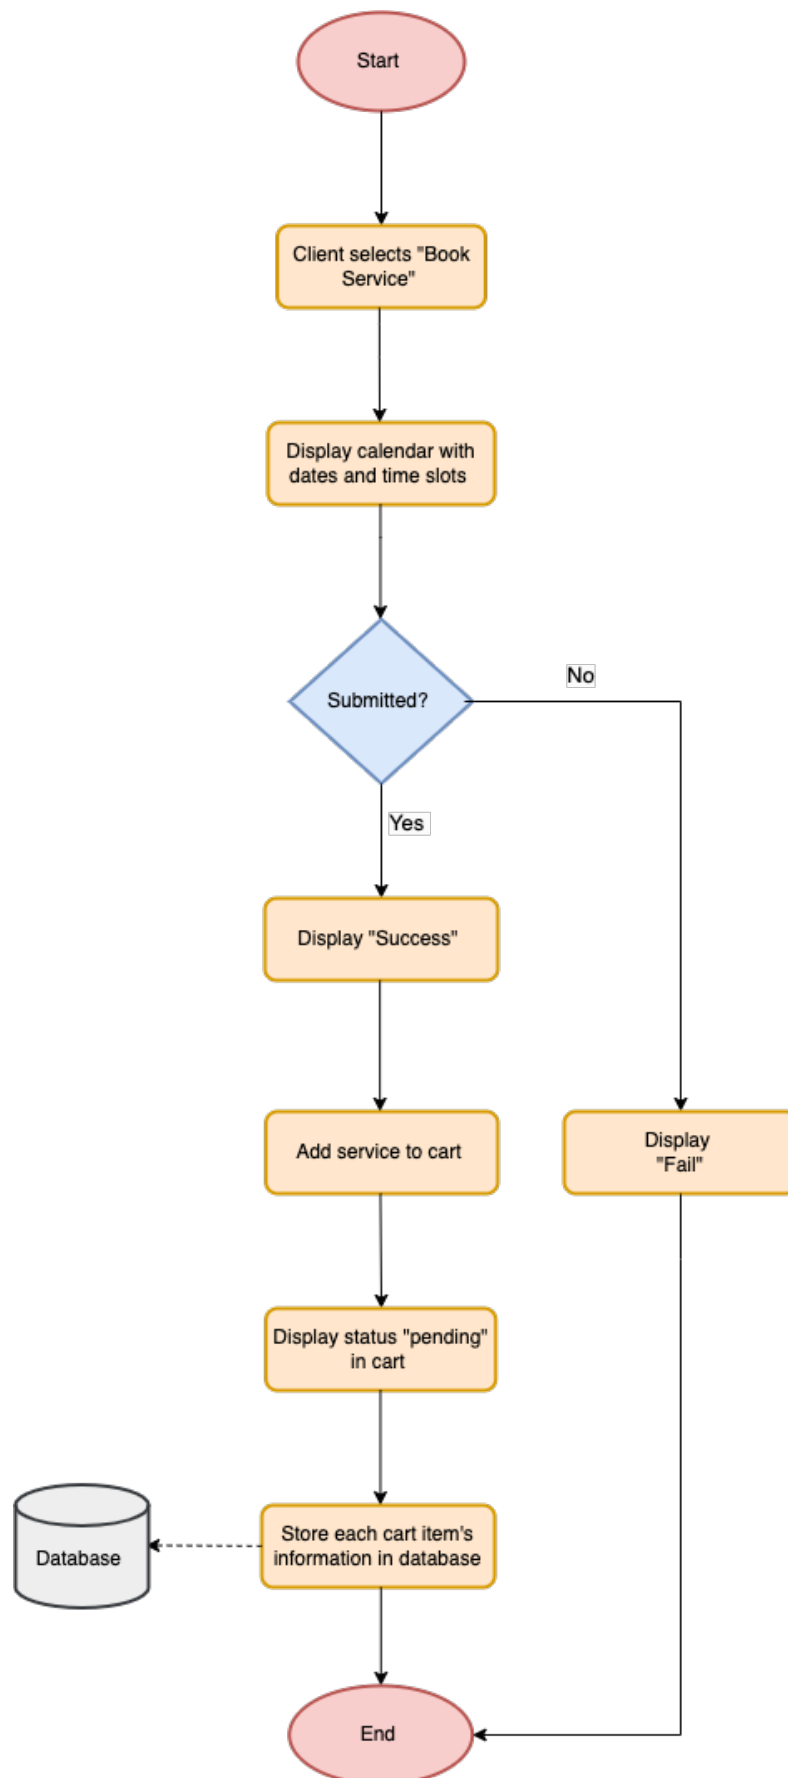 Start
Client selects "Book
Service"
Display calendar with
dates and time slots
Submitted?
No
Yes
Display "Success"
Add service to cart
Display
"Fail"
Display status "pending"
in cart
Store each cart item's
information in database
Database
End